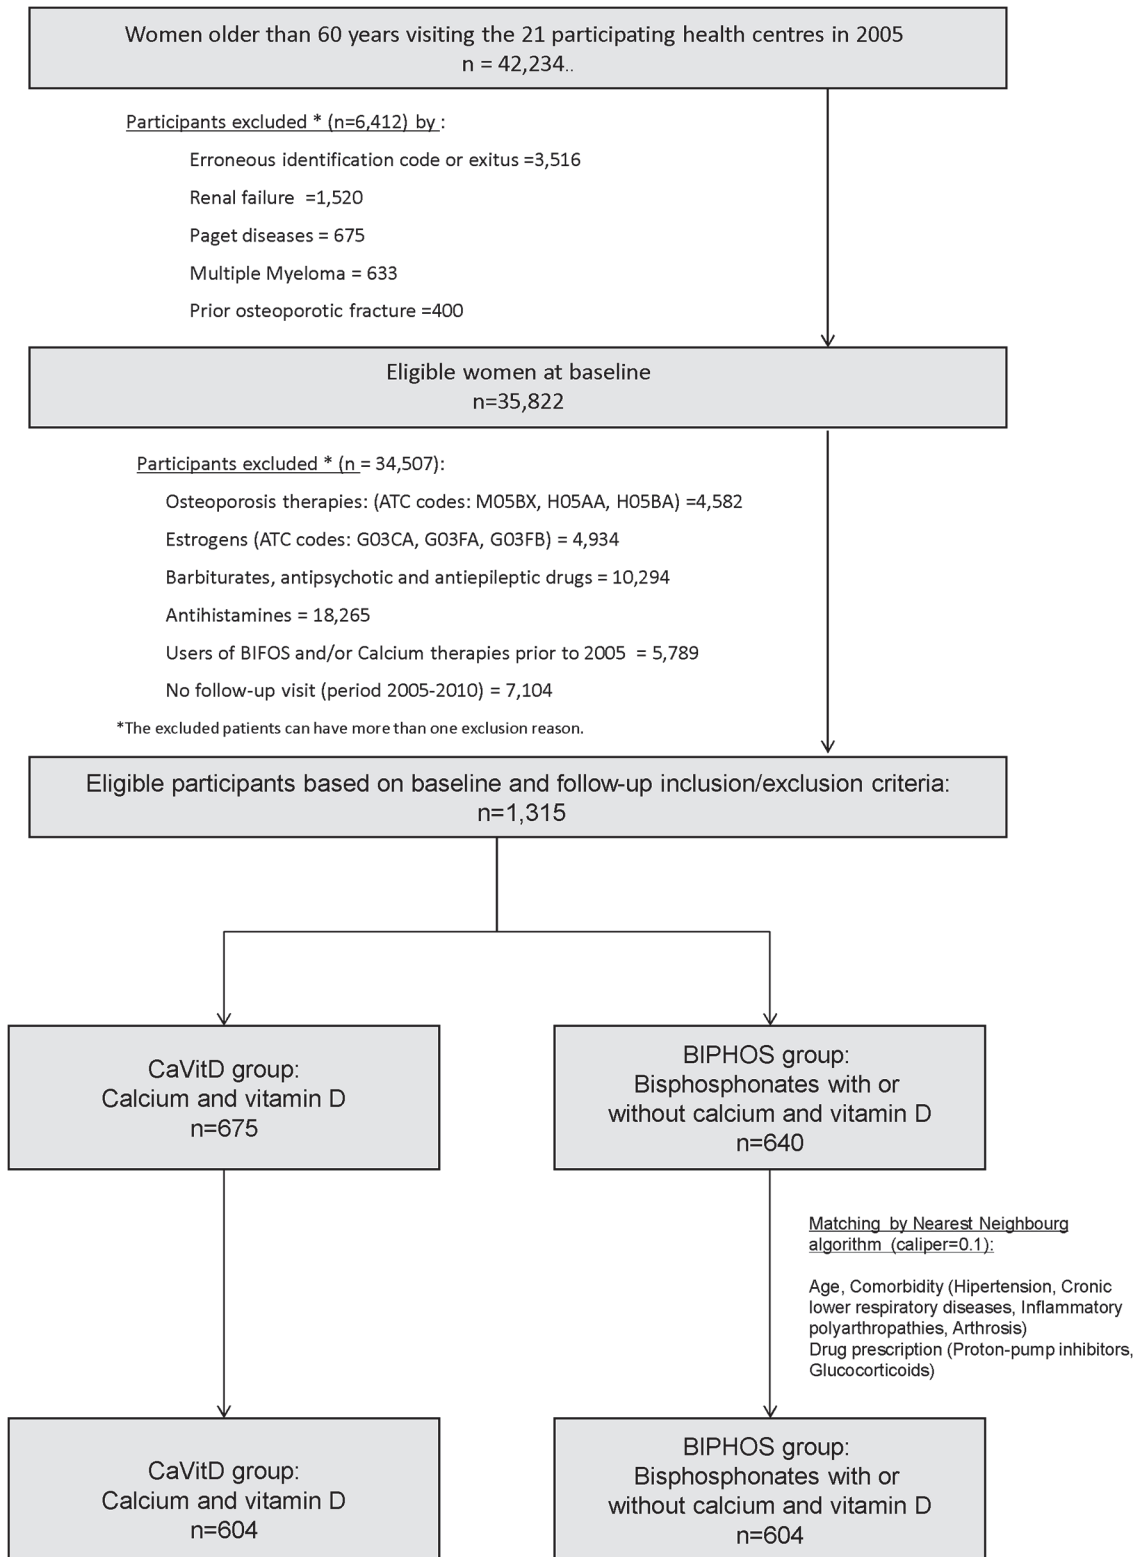 Women older than 60 years visiting the 21 participating health centres in 2005
n = 42,234..
Participants excluded * (n=6,412) by :
Erroneous identification code or exitus =3,516
Renal failure =1,520
Paget diseases = 675
Multiple Myeloma = 633
Prior osteoporotic fracture =400
Eligible women at baseline
n=35,822
Participants excluded * (n = 34,507):
Osteoporosis therapies: (ATC codes: M05BX, H05AA, H05BA) =4,582
Estrogens (ATC codes: G03CA, G03FA, G03FB) = 4,934
Barbiturates, antipsychotic and antiepileptic drugs = 10,294
Antihistamines = 18,265
Users of BIFOS and/or Calcium therapies prior to 2005 = 5,789
No follow-up visit (period 2005-2010) = 7,104
*The excluded patients can have more than one exclusion reason.
Eligible participants based on baseline and follow-up inclusion/exclusion criteria:
n=1,315
CaVitD group:
Calcium and vitamin D
n=675
BIPHOS group:
Bisphosphonates with or
without calcium and vitamin D
n=640
Matching by Nearest Neighbourg
algorithm (caliper=0.1):
Age, Comorbidity (Hipertension, Cronic
lower respiratory diseases, Inflammatory
polyarthropathies, Arthrosis)
Drug prescription (Proton-pump inhibitors,
Glucocorticoids)
CaVitD group:
Calcium and vitamin D
n=604
BIPHOS group:
Bisphosphonates with or
without calcium and vitamin D
n=604